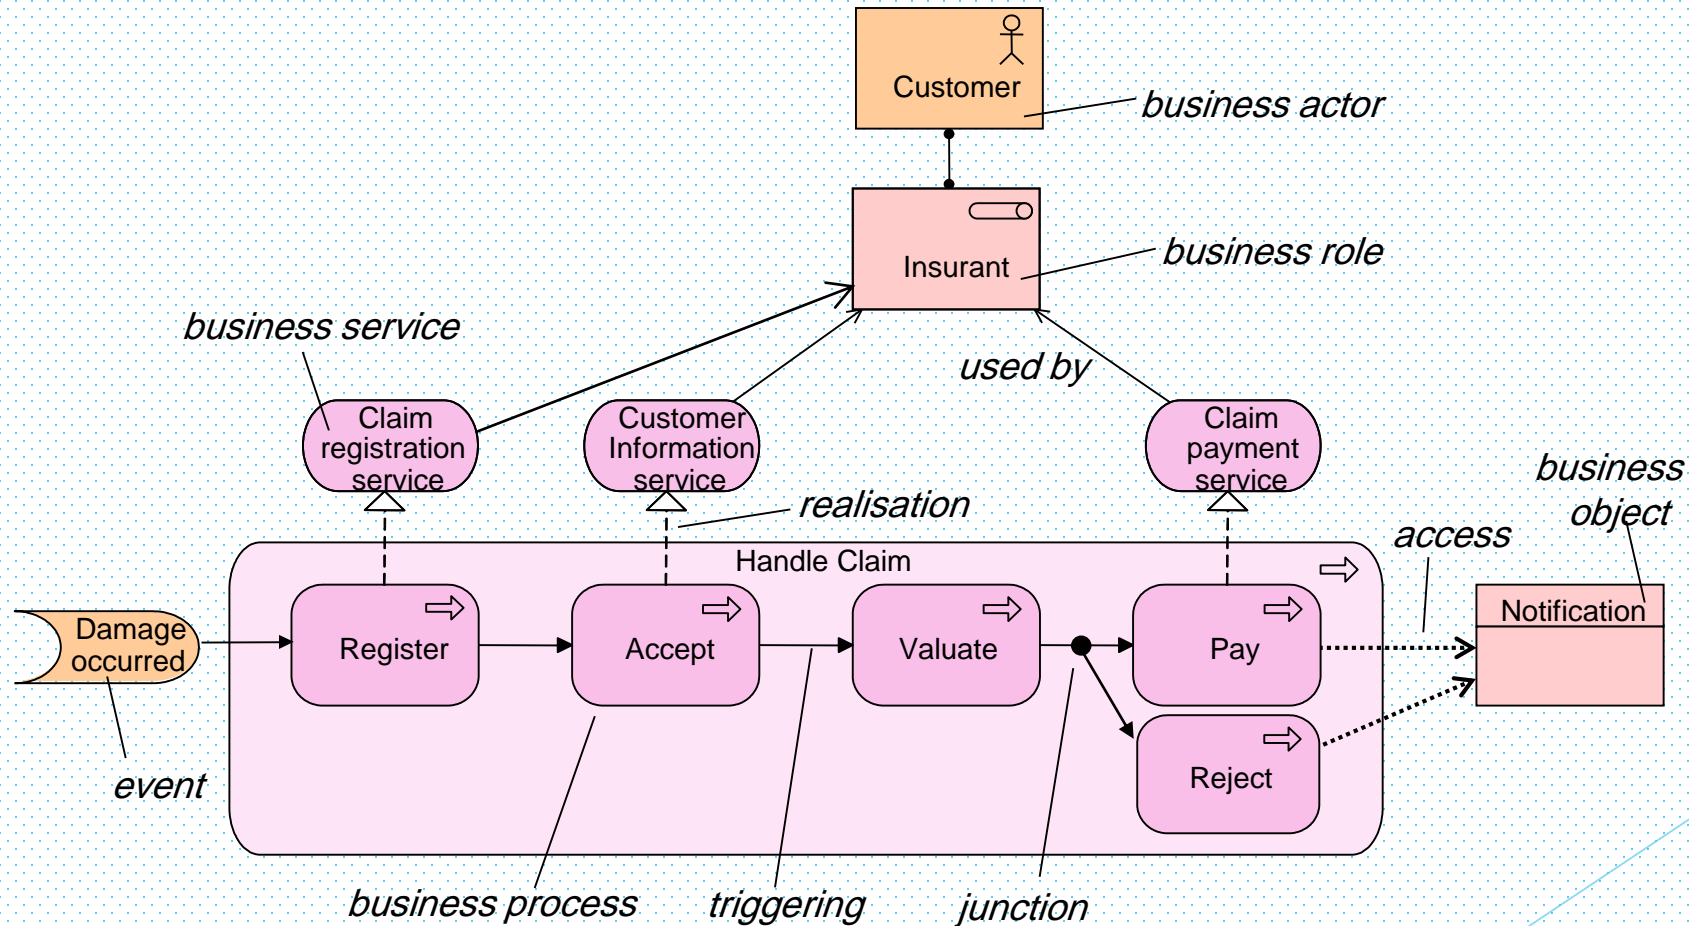 Customer
business actor
Insurant
business role
business service
used by
Claim
registration
service
Customer
Information
service
Claim
payment
service
business
object
realisation
access
Handle Claim
Damage
occurred
Register
Accept
Valuate
Pay
Notification
Reject
event
business process
triggering
junction